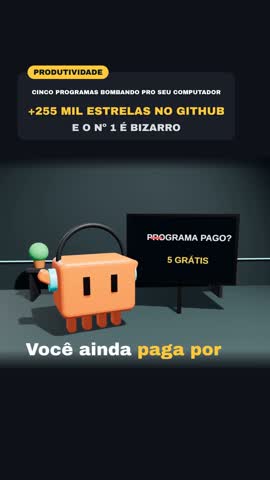 PRODUTIVIDADE
CINCO PROGRAMAS BOMBANDO PRO SEU COMPUTADOR
+255 MIL ESTRELAS NO GITHUB
E O Nº 1 É BIZARRO
PROGRAMA PAGO?
5 GRÁTIS
Você ainda paga por